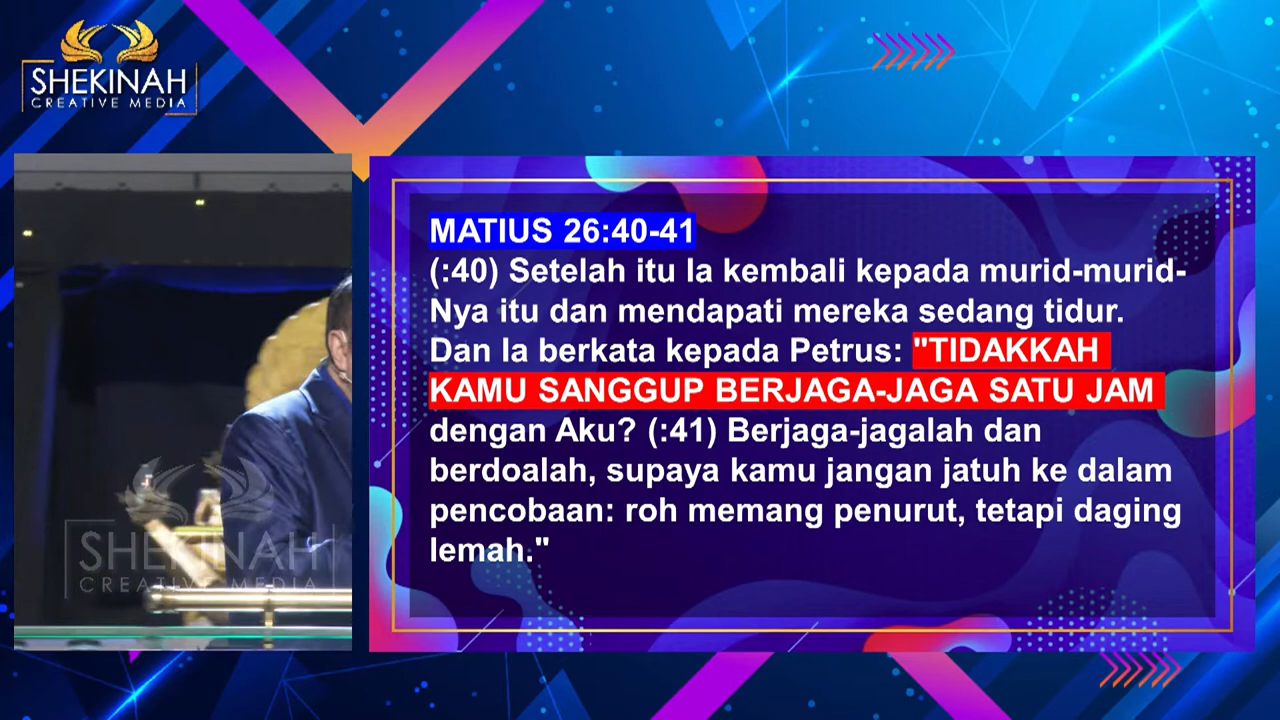 SHEKINAH
CREATIVE MEDIA
MATIUS 26:40-41
(:40) Setelah itu Ia kembali kepada murid-murid-
Nya itu dan mendapati mereka sedang tidur.
Dan Ia berkata kepada Petrus: "TIDAKKAH
KAMU SANGGUP BERJAGA-JAGA SATU JAM
dengan Aku? (:41) Berjaga-jagalah dan
berdoalah, supaya kamu jangan jatuh ke dalam
pencobaan: roh memang penurut, tetapi daging
lemah."
SHEKINAH
CREATIVE MEDIA